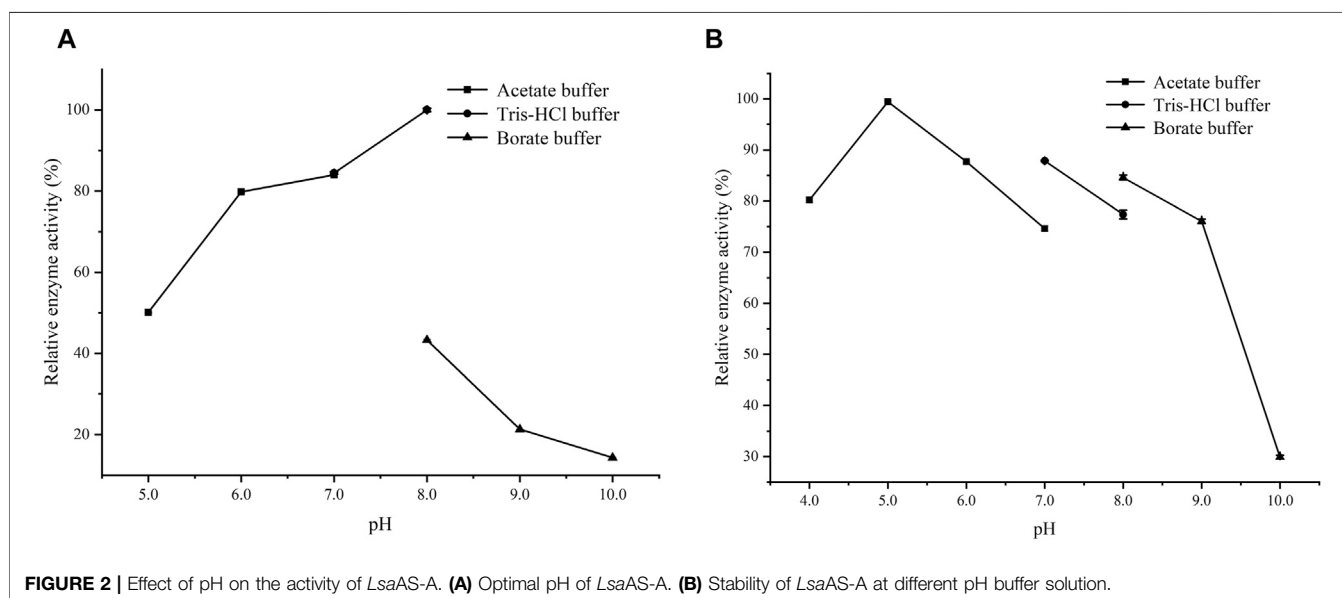 A
Acetate buffer
Tris-HCl buffer
Borate buffer
Relative enzyme activity (%)
100
80
60
40
20
5.0 6.0 7.0 8.0 9.0 10.0
pH
B
Acetate buffer
Tris-HCl buffer
Borate buffer
Relative enzyme activity (%)
100
90
80
70
60
50
40
30
4.0 5.0 6.0 7.0 8.0 9.0 10.0
pH
FIGURE 2 | Effect of pH on the activity of LsaAS-A. (A) Optimal pH of LsaAS-A. (B) Stability of LsaAS-A at different pH buffer solution.